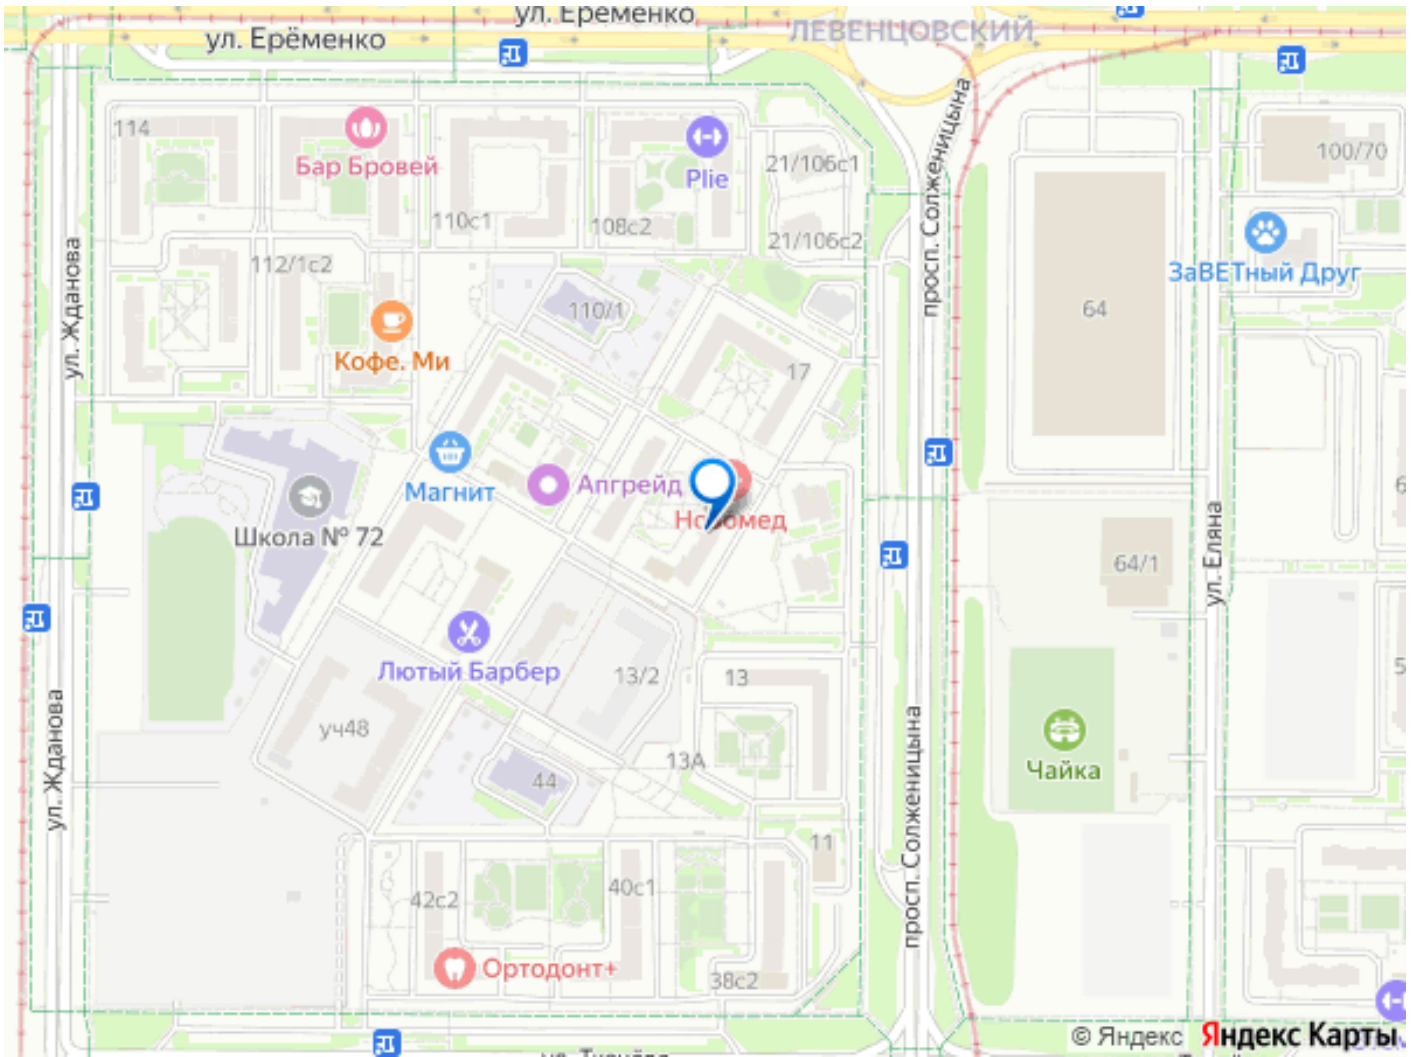 ул. Ерёменко
ул. Ерёменко
ЛЕВЕНЦОВСКИЙ
114
Бар Бровей
Plie
21/106с1
просп. Солженицына
100/70
110с1
108с2
21/106с2
ул. Жданова
112/1с2
ЗаВЕТный Друг
110/1
64
Кофе. Ми
17
Магнит
Апгрейд
Школа № 72
Новомед
64/1
ул. Еляна
Лютый Барбер
13/2
13
уч48
ул. Жданова
13А
Чайка
44
просп. Солженицына
11
42с2
40с1
Ортодонт+
38с2
© Яндекс Яндекс Карты